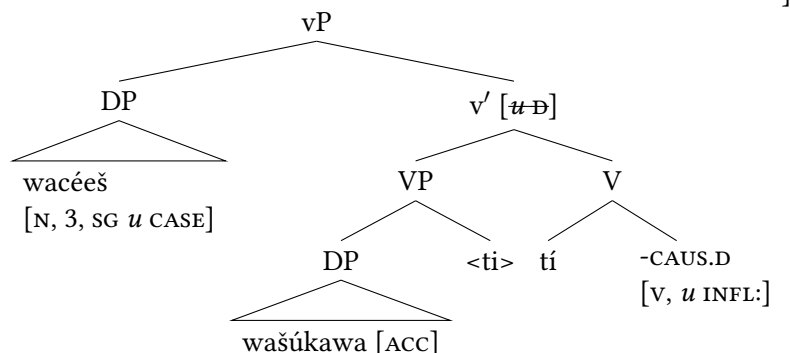 ]
vP
DP v′ [u D]
wacéeš VP V
[N, 3, SG u CASE]
DP <ti> tí -CAUS.D
[V, u INFL:]
wašúkawa [ACC]